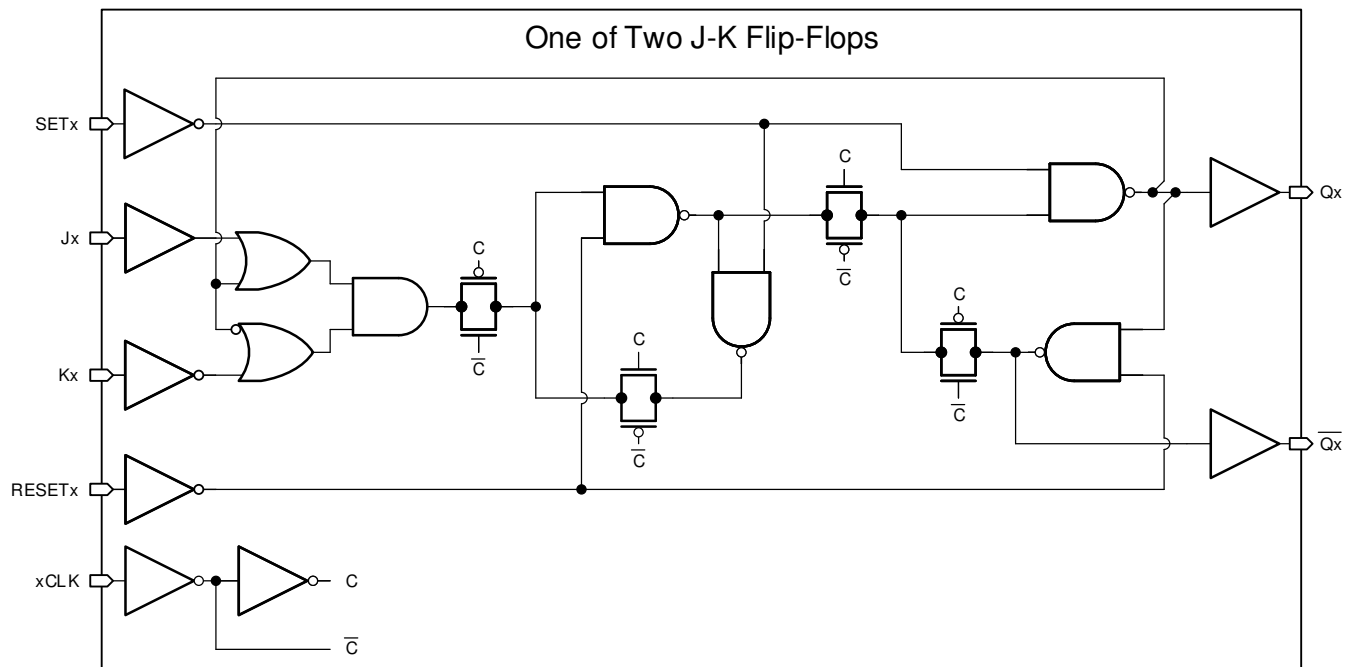 One of Two J-K Flip-Flops
SETx
C
Qx
Jx
C
C̅
C
C̅
C
Kx
C̅
C̅
Q̅x̅
RESETx
xCLK
C
C̅